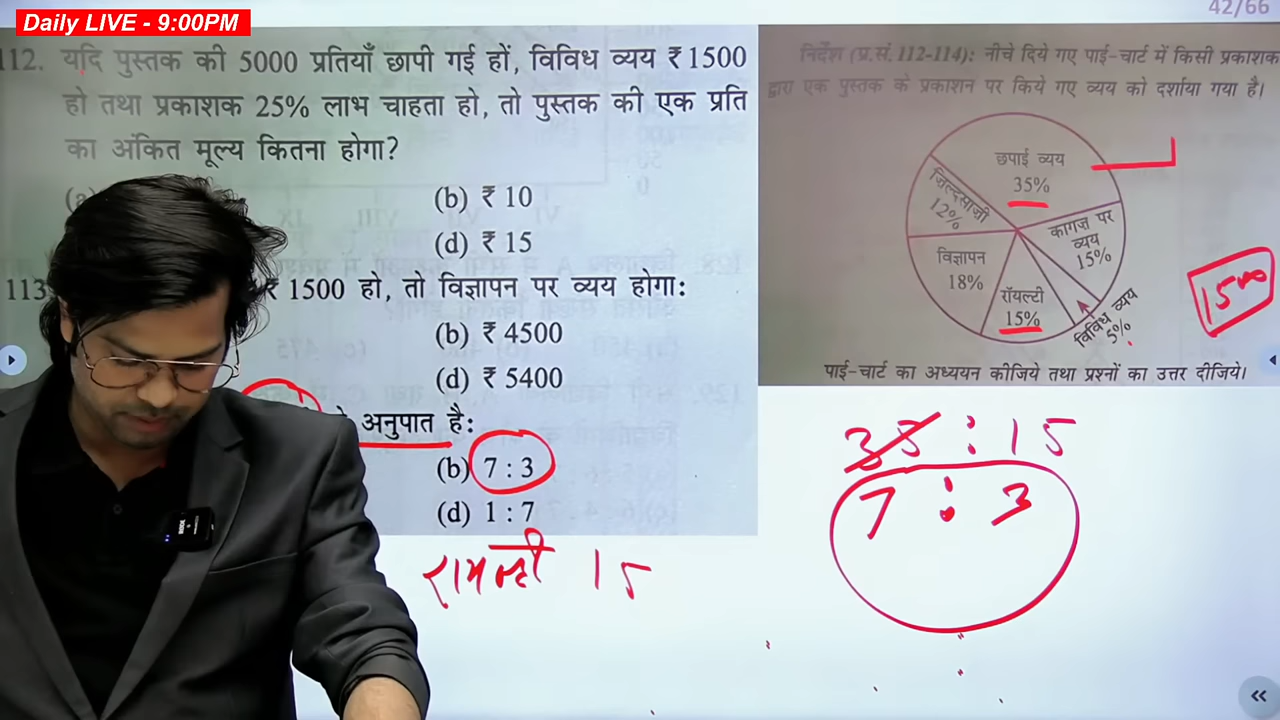 Daily LIVE - 9:00PM
42/66
112. यदि पुस्तक की 5000 प्रतियाँ छापी गई हों, विविध व्यय ₹ 1500
हो तथा प्रकाशक 25% लाभ चाहता हो, तो पुस्तक की एक प्रति
का अंकित मूल्य कितना होगा?
(b) ₹ 10
(d) ₹ 15
113
₹ 1500 हो, तो विज्ञापन पर व्यय होगा:
(b) ₹ 4500
(d) ₹ 5400
अनुपात है:
(b) 7 : 3
(d) 1 : 7
15
निर्देश (प्र.सं. 112-114): नीचे दिये गए पाई-चार्ट में किसी प्रकाशक
द्वारा एक पुस्तक के प्रकाशन पर किये गए व्यय को दर्शाया गया है।
छपाई व्यय
35%
जिल्दसाजी
12%
कागज पर
व्यय
15%
विज्ञापन
18%
रॉयल्टी
15%
विविध व्यय
5%
1500
पाई-चार्ट का अध्ययन कीजिये तथा प्रश्नों का उत्तर दीजिये।
35 : 15
7 : 3